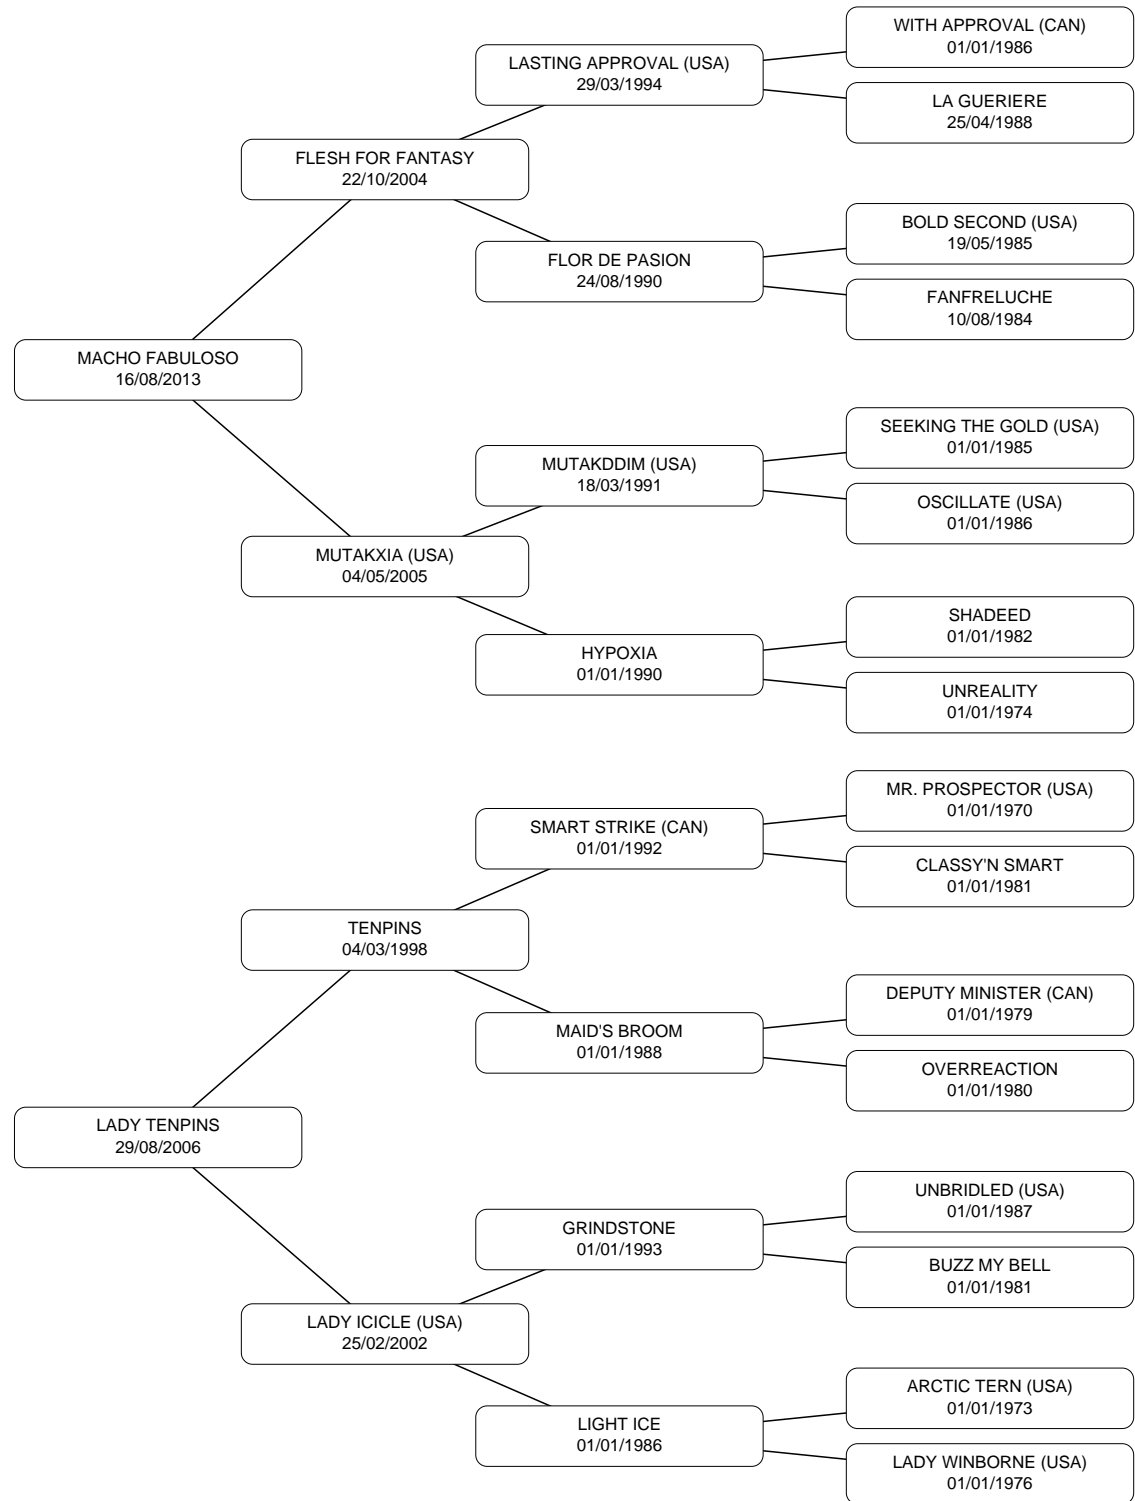 WITH APPROVAL (CAN)
01/01/1986
LASTING APPROVAL (USA)
29/03/1994
LA GUERIERE
25/04/1988
FLESH FOR FANTASY
22/10/2004
BOLD SECOND (USA)
19/05/1985
FLOR DE PASION
24/08/1990
FANFRELUCHE
10/08/1984
MACHO FABULOSO
16/08/2013
SEEKING THE GOLD (USA)
01/01/1985
MUTAKDDIM (USA)
18/03/1991
OSCILLATE (USA)
01/01/1986
MUTAKXIA (USA)
04/05/2005
SHADEED
01/01/1982
HYPOXIA
01/01/1990
UNREALITY
01/01/1974
MR. PROSPECTOR (USA)
01/01/1970
SMART STRIKE (CAN)
01/01/1992
CLASSY'N SMART
01/01/1981
TENPINS
04/03/1998
DEPUTY MINISTER (CAN)
01/01/1979
MAID'S BROOM
01/01/1988
OVERREACTION
01/01/1980
LADY TENPINS
29/08/2006
UNBRIDLED (USA)
01/01/1987
GRINDSTONE
01/01/1993
BUZZ MY BELL
01/01/1981
LADY ICICLE (USA)
25/02/2002
ARCTIC TERN (USA)
01/01/1973
LIGHT ICE
01/01/1986
LADY WINBORNE (USA)
01/01/1976